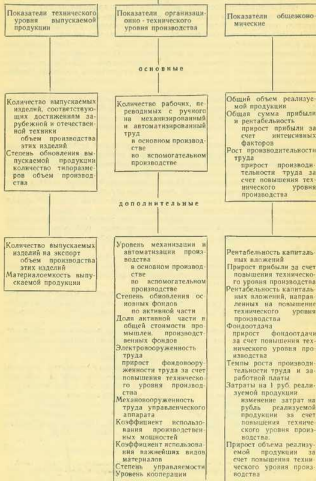 Показатели технического
уровня выпускаемой
продукции
Показатели организаци-
онно-технического
уровня производства
Показатели общеэконо-
мические
основные
Количество выпускаемых
изделий, соответствую-
щих достижениям за-
рубежной и отечествен-
ной техники
объем производства
этих изделий
Степень обновления вы-
пускаемой продукции
количество типоразме-
ров объем производ-
ства
Количество рабочих, пе-
реводимых с ручного
на механизированный
и автоматизированный
труд
в основном производ-
стве
во вспомогательном
производстве
Общий объем реализуе-
мой продукции
Общая сумма прибыли
и рентабельность
прирост прибыли за
счет интенсивных
факторов
Рост производительности
труда
прирост производи-
тельности труда за
счет повышения тех-
нического уровня
производства
дополнительные
Количество выпускаемых
изделий на экспорт
объем производства
этих изделий
Материалоемкость выпу-
скаемой продукции
Уровень механизации и
автоматизации произ-
водства
в основном производ-
стве
во вспомогательном
производстве
Степень обновления ос-
новных фондов
по активной части
Доля активной части в
общей стоимости про-
мышлен. производст-
венных фондов
Электровооруженность
труда
прирост фондовоору-
женности труда за счет
повышения техническо-
го уровня производ-
ства
Механовооруженность
труда управленческого
аппарата
Коэффициент использо-
вания производствен-
ных мощностей
Коэффициент использова-
ния важнейших видов
материалов
Степень управляемости
Уровень кооперации
Рентабельность капиталь-
ных вложений
Прирост прибыли за счет
повышения техническо-
го уровня производства
Рентабельность капиталь-
ных вложений, направ-
ленных на повышение
технического уровня
производства
Фондоотдача
прирост фондоотдачи
за счет повышения тех-
нического уровня про-
изводства
Темпы роста производи-
тельности труда и за-
работной платы
Затраты на 1 руб. реали-
зуемой продукции
изменение затрат на
рубль реализуемой
продукции за счет
повышения техниче-
ского уровня произ-
водства.
Прирост объема реализу-
емой продукции за
счет повышения техни-
ческого уровня произ-
водства